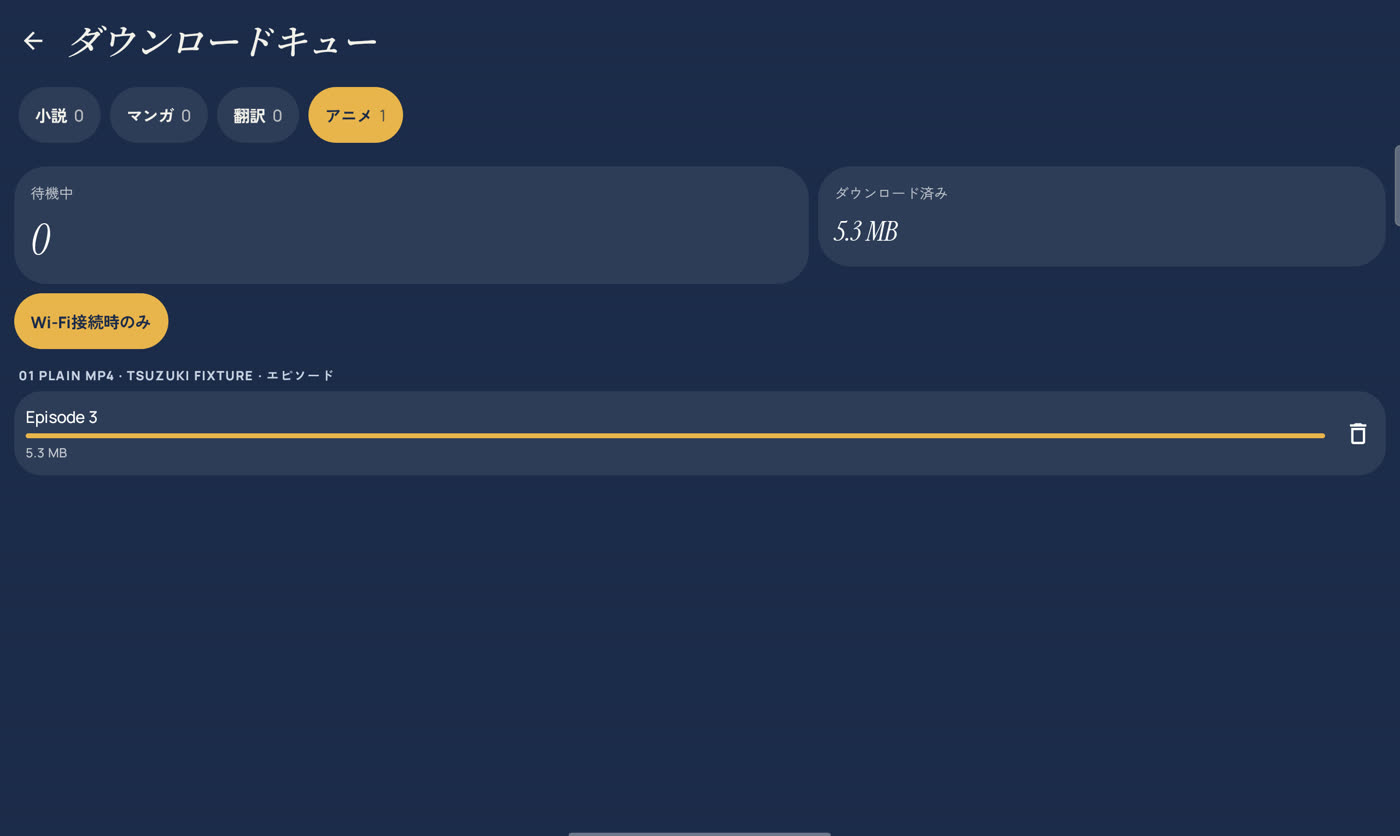 ダウンロードキュー
小説 0 マンガ 0 翻訳 0 アニメ 1
待機中
0
ダウンロード済み
5.3 MB
Wi-Fi接続時のみ
01 PLAIN MP4 · TSUZUKI FIXTURE · エピソード
Episode 3
5.3 MB